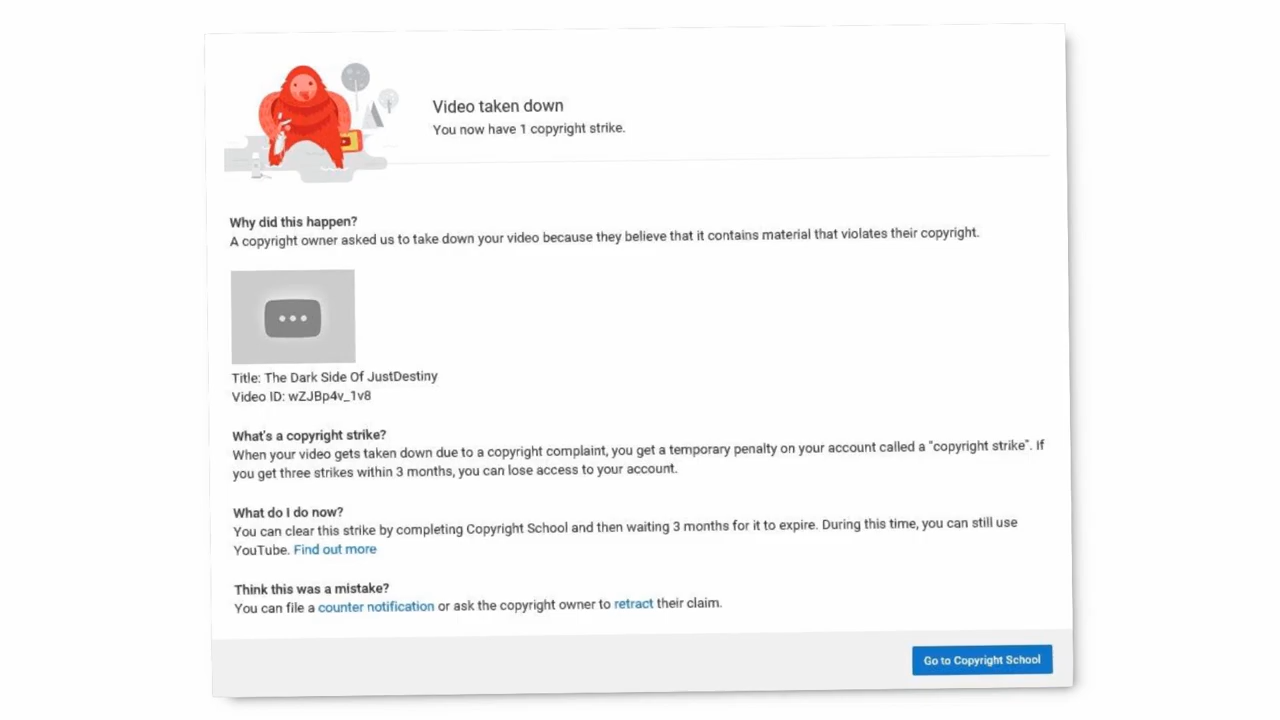 Video taken down
You now have 1 copyright strike.
Why did this happen?
A copyright owner asked us to take down your video because they believe that it contains material that violates their copyright.
Title: The Dark Side Of JustDestiny
Video ID: wZJBp4v_1v8
What's a copyright strike?
When your video gets taken down due to a copyright complaint, you get a temporary penalty on your account called a "copyright strike". If
you get three strikes within 3 months, you can lose access to your account.
What do I do now?
You can clear this strike by completing Copyright School and then waiting 3 months for it to expire. During this time, you can still use
YouTube. Find out more
Think this was a mistake?
You can file a counter notification or ask the copyright owner to retract their claim.
Go to Copyright School